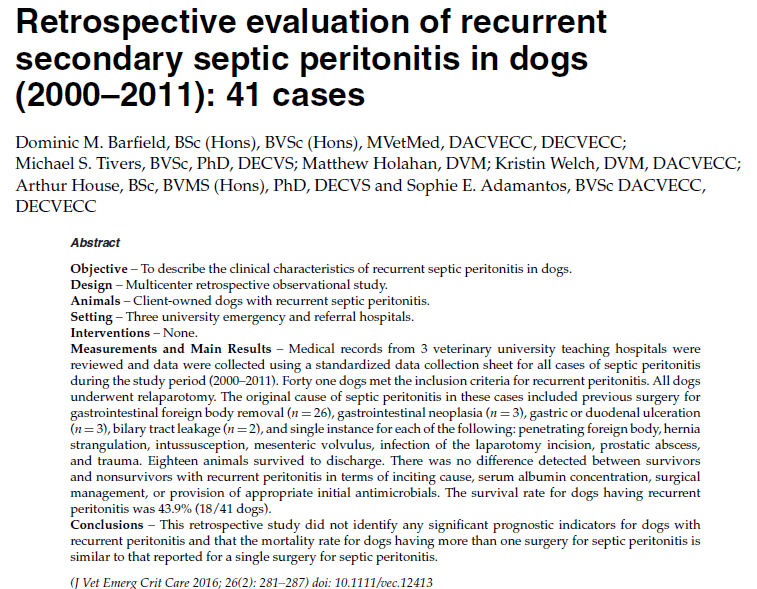 Retrospective evaluation of recurrent
secondary septic peritonitis in dogs
(2000–2011): 41 cases
Dominic M. Barfield, BSc (Hons), BVSc (Hons), MVetMed, DACVECC, DECVECC;
Michael S. Tivers, BVSc, PhD, DECVS; Matthew Holahan, DVM; Kristin Welch, DVM, DACVECC;
Arthur House, BSc, BVMS (Hons), PhD, DECVS and Sophie E. Adamantos, BVSc DACVECC,
DECVECC
Abstract
Objective – To describe the clinical characteristics of recurrent septic peritonitis in dogs.
Design – Multicenter retrospective observational study.
Animals – Client-owned dogs with recurrent septic peritonitis.
Setting – Three university emergency and referral hospitals.
Interventions – None.
Measurements and Main Results – Medical records from 3 veterinary university teaching hospitals were
reviewed and data were collected using a standardized data collection sheet for all cases of septic peritonitis
during the study period (2000–2011). Forty one dogs met the inclusion criteria for recurrent peritonitis. All dogs
underwent relaparotomy. The original cause of septic peritonitis in these cases included previous surgery for
gastrointestinal foreign body removal (n = 26), gastrointestinal neoplasia (n = 3), gastric or duodenal ulceration
(n = 3), bilary tract leakage (n = 2), and single instance for each of the following: penetrating foreign body, hernia
strangulation, intussusception, mesenteric volvulus, infection of the laparotomy incision, prostatic abscess,
and trauma. Eighteen animals survived to discharge. There was no difference detected between survivors
and nonsurvivors with recurrent peritonitis in terms of inciting cause, serum albumin concentration, surgical
management, or provision of appropriate initial antimicrobials. The survival rate for dogs having recurrent
peritonitis was 43.9% (18/41 dogs).
Conclusions – This retrospective study did not identify any significant prognostic indicators for dogs with
recurrent peritonitis and that the mortality rate for dogs having more than one surgery for septic peritonitis is
similar to that reported for a single surgery for septic peritonitis.
(J Vet Emerg Crit Care 2016; 26(2): 281–287) doi: 10.1111/vec.12413